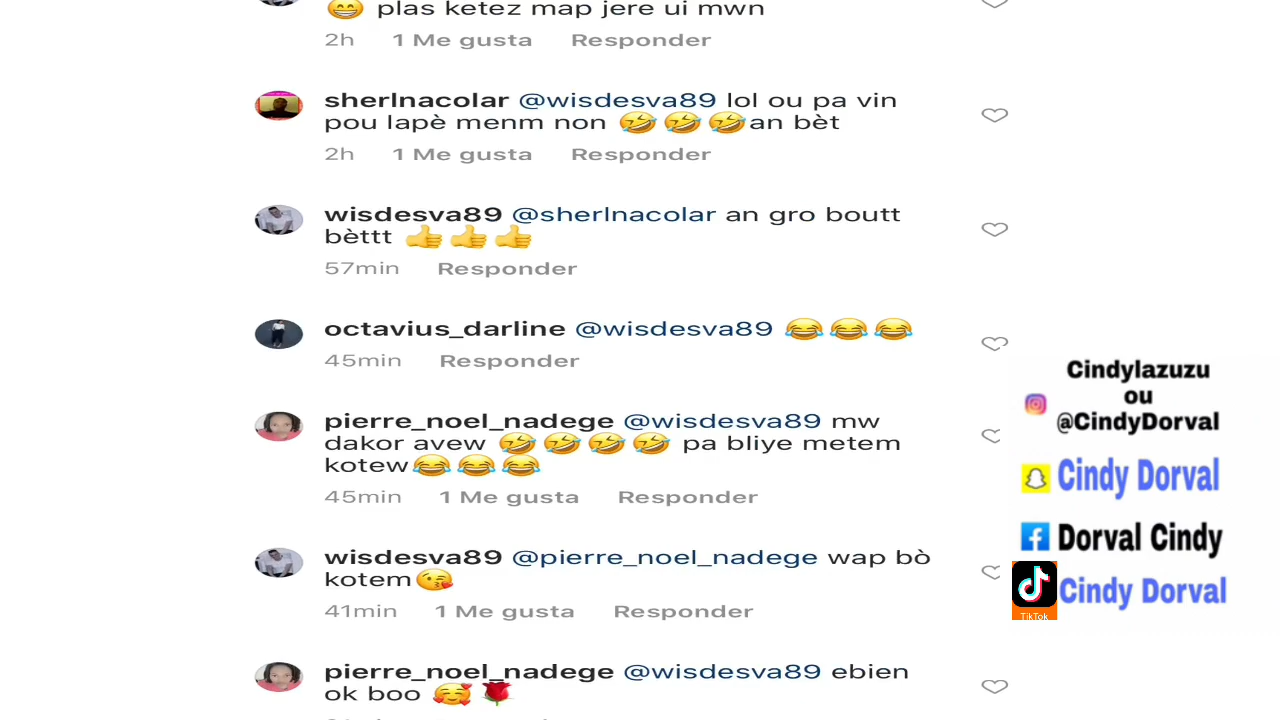 😁 plas ketez map jere ui mwn
2h 1 Me gusta Responder
sherlnacolar @wisdesva89 lol ou pa vin
pou lapè menm non 🤣🤣🤣an bèt
2h 1 Me gusta Responder
wisdesva89 @sherlnacolar an gro boutt
bèttt 👍👍👍
57min Responder
octavius_darline @wisdesva89 😂😂😂
45min Responder
pierre_noel_nadege @wisdesva89 mw
dakor avew 🤣🤣🤣🤣 pa bliye metem
kotew😂😂😂
45min 1 Me gusta Responder
wisdesva89 @pierre_noel_nadege wap bò
kotem😘
41min 1 Me gusta Responder
pierre_noel_nadege @wisdesva89 ebien
ok boo 🥰🌹
Cindylazuzu
ou
@CindyDorval
Cindy Dorval
Dorval Cindy
Cindy Dorval
TikTok